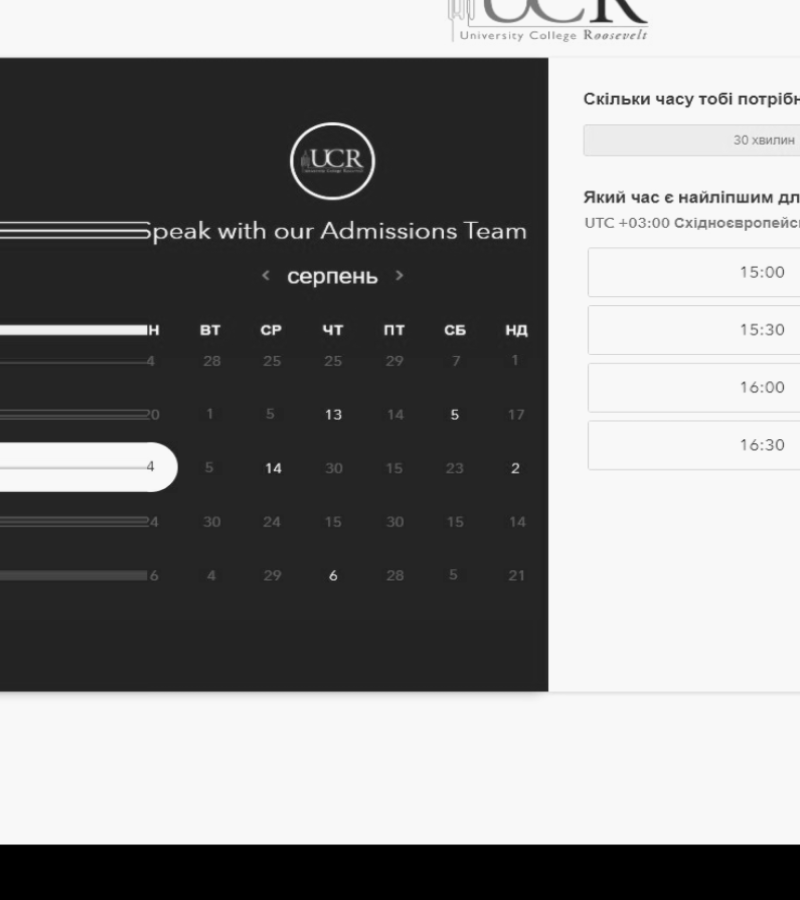 UCR
University College Roosevelt
UCR
Speak with our Admissions Team
< серпень >
Н ВТ СР ЧТ ПТ СБ НД
4 28 25 25 29 7 1
20 1 5 13 14 5 17
4 5 14 30 15 23 2
24 30 24 15 30 15 14
6 4 29 6 28 5 21
Скільки часу тобі потрібн
30 хвилин
Який час є найліпшим дл
UTC +03:00 Східноєвропейс
15:00
15:30
16:00
16:30